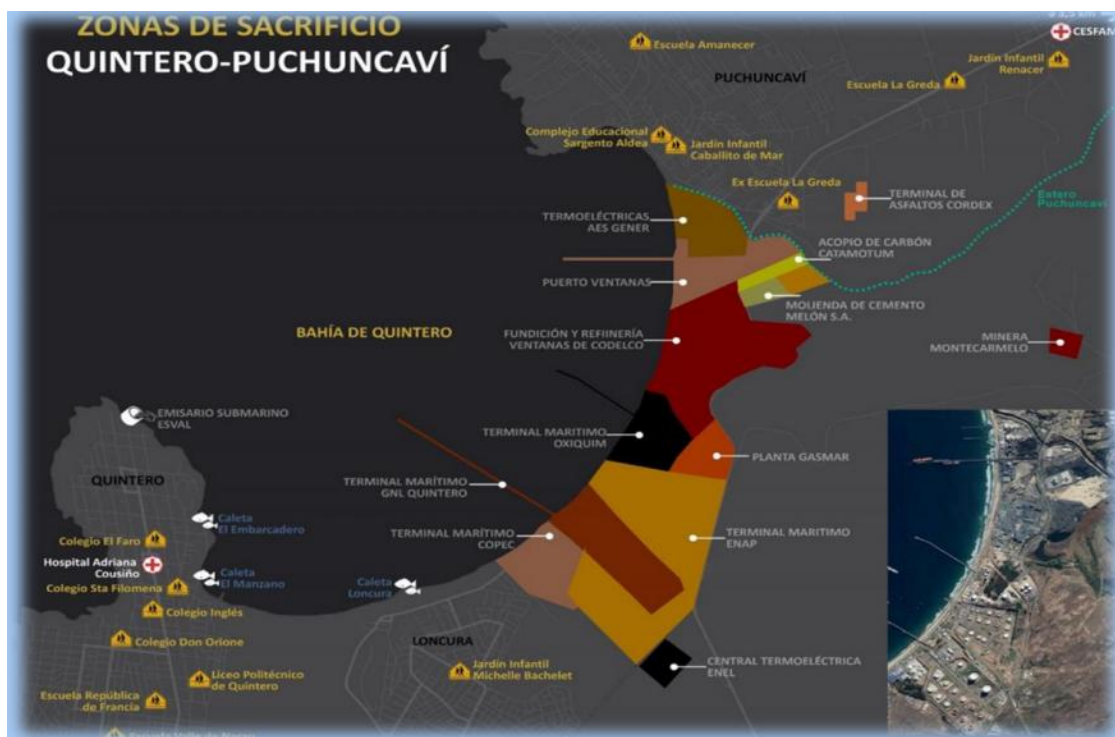 ZONAS DE SACRIFICIO
QUINTERO-PUCHUNCAVÍ
CESFAM
Escuela Amanecer
Jardín Infantil
Renacer
PUCHUNCAVÍ
Escuela La Greda
Complejo Educacional
Sargento Aldea
Jardín Infantil
Caballito de Mar
Ex Escuela La Greda
TERMINAL DE
ASFALTOS CORDEX
Estero
Puchuncaví
TERMOELÉCTRICAS
AES GENER
ACOPIO DE CARBÓN
CATAMOTUM
PUERTO VENTANAS
MOLIENDA DE CEMENTO
MELÓN S.A.
BAHÍA DE QUINTERO
FUNDICIÓN Y REFIINERÍA
VENTANAS DE CODELCO
MINERA
MONTECARMELO
EMISARIO SUBMARINO
ESVAL
TERMINAL MARITIMO
OXIQUIM
PLANTA GASMAR
QUINTERO
TERMINAL MARÍTIMO
GNL QUINTERO
Caleta
El Embarcadero
TERMINAL MARÍTIMO
COPEC
TERMINAL MARITIMO
ENAP
Colegio El Faro
Hospital Adriana
Cousiño
Caleta
El Manzano
Colegio Sta Filomena
Caleta
Loncura
Colegio Inglés
Colegio Don Orione
LONCURA
Jardín Infantil
Michelle Bachelet
CENTRAL TERMOELÉCTRICA
ENEL
Liceo Politécnico
de Quintero
Escuela República
de Francia